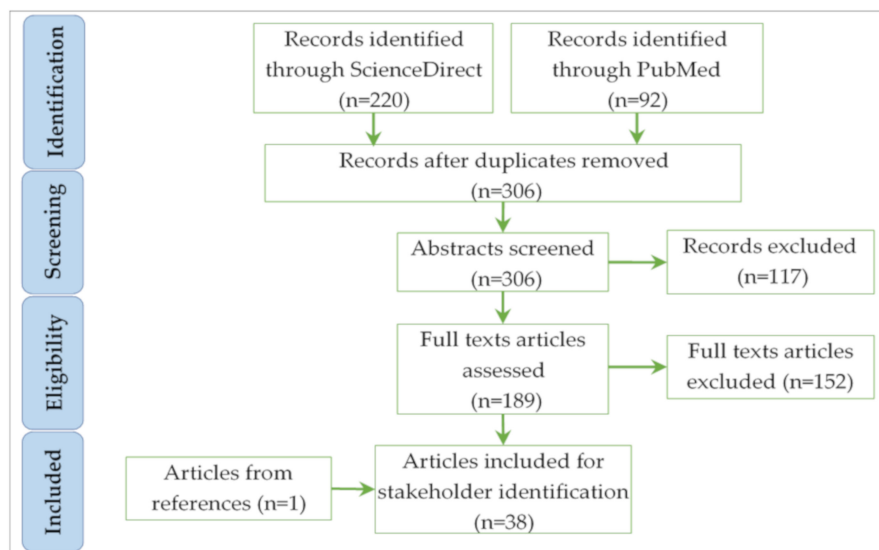 Identification
Records identified
through ScienceDirect
(n=220)
Records identified
through PubMed
(n=92)
Records after duplicates removed
(n=306)
Screening
Abstracts screened
(n=306)
Records excluded
(n=117)
Eligibility
Full texts articles
assessed
(n=189)
Full texts articles
excluded (n=152)
Included
Articles from
references (n=1)
Articles included for
stakeholder identification
(n=38)